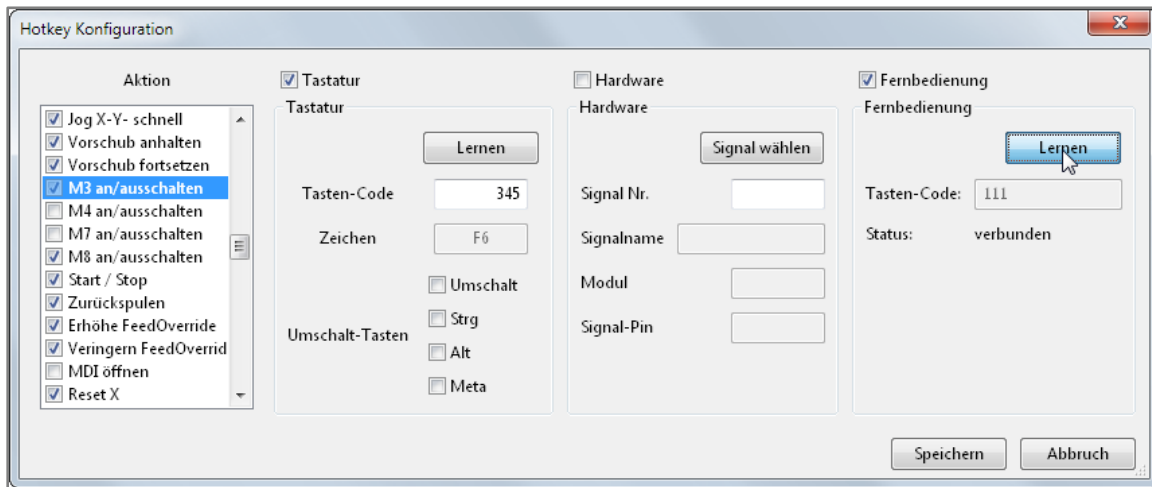 Hotkey Konfiguration
Aktion
Jog X-Y- schnell
Vorschub anhalten
Vorschub fortsetzen
M3 an/ausschalten
M4 an/ausschalten
M7 an/ausschalten
M8 an/ausschalten
Start / Stop
Zurückspulen
Erhöhe FeedOverride
Veringern FeedOverrid
MDI öffnen
Reset X
Tastatur
Tastatur
Lernen
Tasten-Code 345
Zeichen F6
Umschalt-Tasten
Umschalt
Strg
Alt
Meta
Hardware
Hardware
Signal wählen
Signal Nr.
Signalname
Modul
Signal-Pin
Fernbedienung
Fernbedienung
Lernen
Tasten-Code: 111
Status: verbunden
Speichern
Abbruch